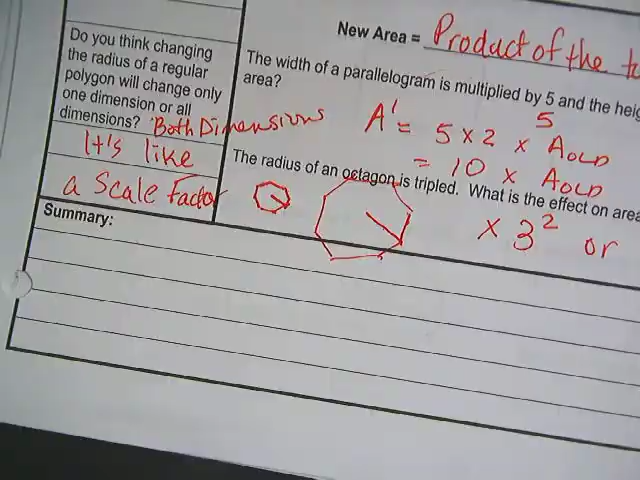 New Area = Product of the
Do you think changing
the radius of a regular
polygon will change only
one dimension or all
dimensions? Both Dimensions
It's like
a Scale Factor
The width of a parallelogram is multiplied by 5 and the
area?
5
A' = 5 x 2 x AOLD
= 10 x AOLD
The radius of an octagon is tripled. What is the effect on area
x 3² or
Summary: